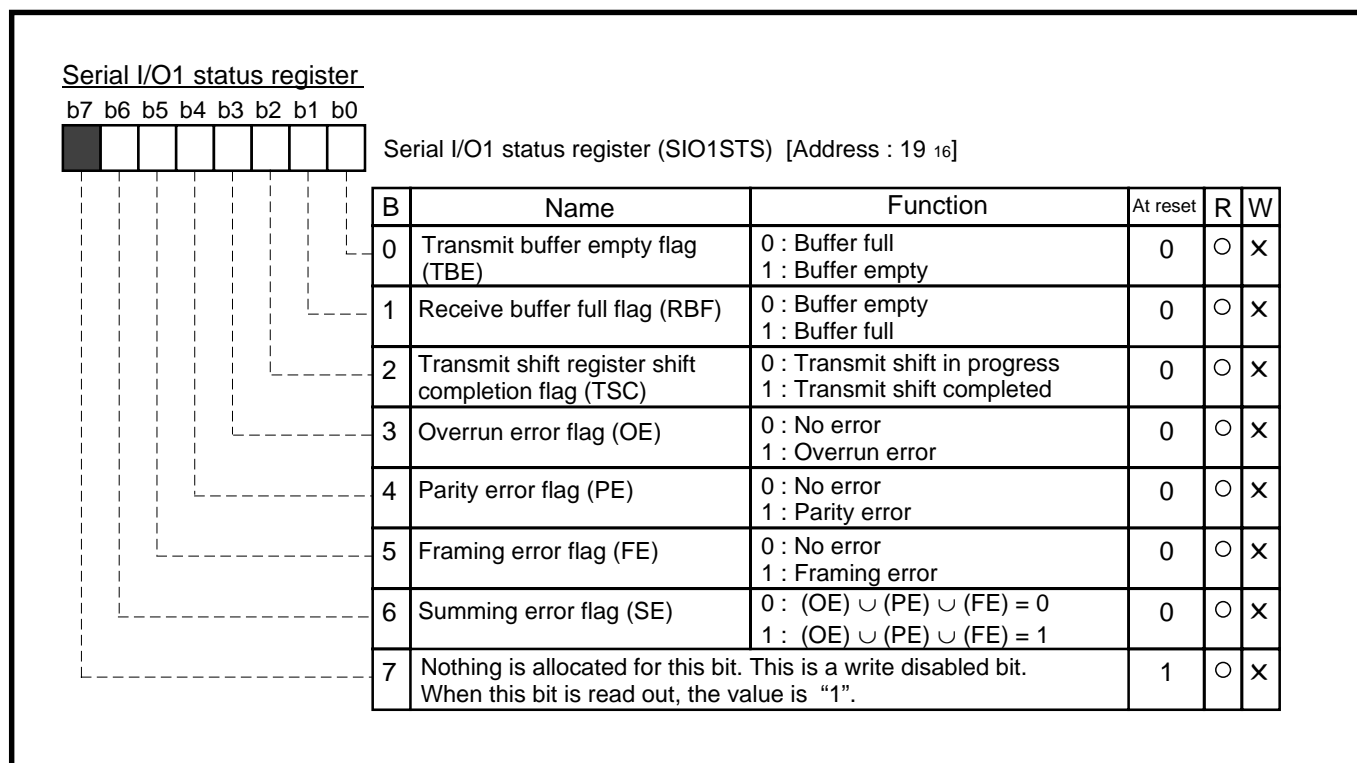 Serial I/O1 status register
b7 b6 b5 b4 b3 b2 b1 b0
Serial I/O1 status register (SIO1STS) [Address : 19 16]
B Name Function At reset R W
0 Transmit buffer empty flag (TBE) 0 : Buffer full 1 : Buffer empty 0 ○ ×
1 Receive buffer full flag (RBF) 0 : Buffer empty 1 : Buffer full 0 ○ ×
2 Transmit shift register shift completion flag (TSC) 0 : Transmit shift in progress 1 : Transmit shift completed 0 ○ ×
3 Overrun error flag (OE) 0 : No error 1 : Overrun error 0 ○ ×
4 Parity error flag (PE) 0 : No error 1 : Parity error 0 ○ ×
5 Framing error flag (FE) 0 : No error 1 : Framing error 0 ○ ×
6 Summing error flag (SE) 0 : (OE) ∪ (PE) ∪ (FE) = 0 1 : (OE) ∪ (PE) ∪ (FE) = 1 0 ○ ×
7 Nothing is allocated for this bit. This is a write disabled bit. When this bit is read out, the value is “1”. 1 ○ ×